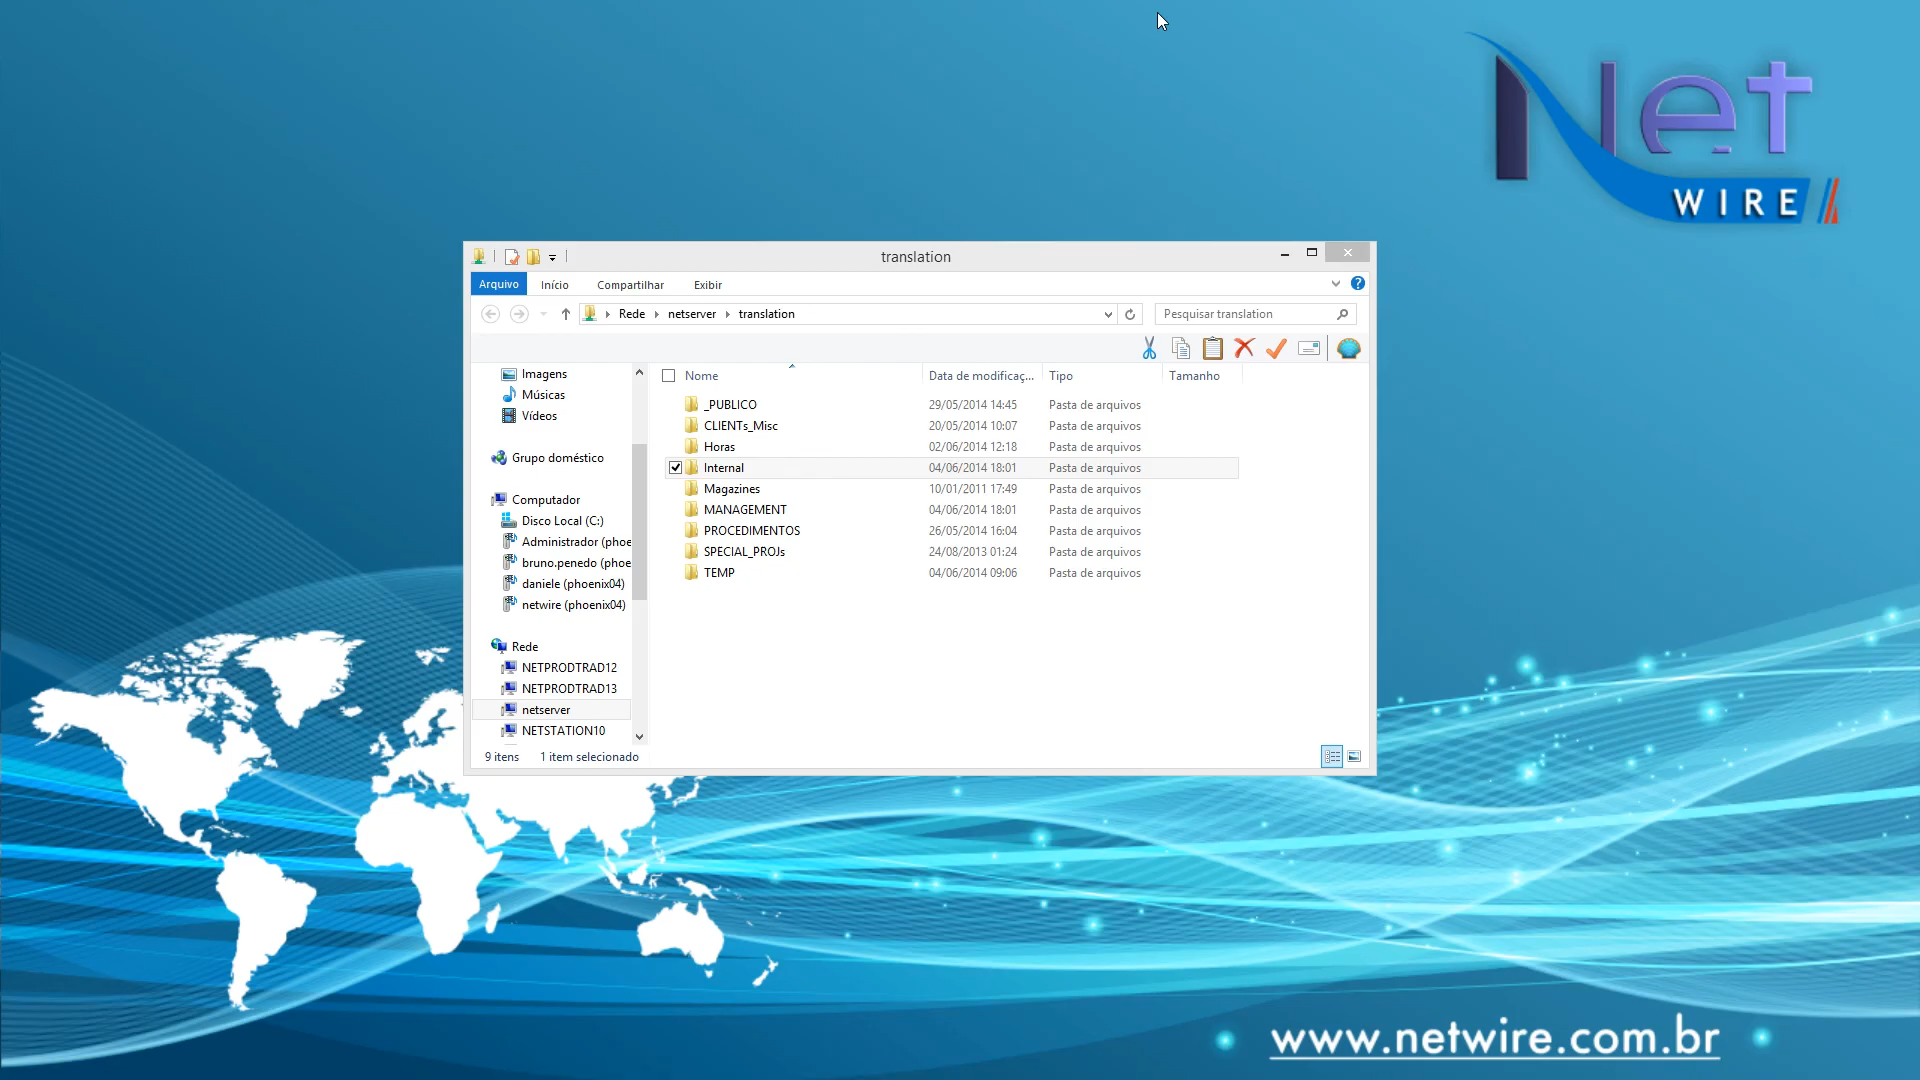 Net
WIRE
translation
Arquivo Início Compartilhar Exibir
Rede netserver translation Pesquisar translation
Nome Data de modificaç... Tipo Tamanho
Imagens
Músicas
Vídeos
Grupo doméstico
Computador
Disco Local (C:)
Administrador (phoe
bruno.penedo (phoe
daniele (phoenix04)
netwire (phoenix04)
Rede
NETPRODTRAD12
NETPRODTRAD13
netserver
NETSTATION10
_PUBLICO 29/05/2014 14:45 Pasta de arquivos
CLIENTs_Misc 20/05/2014 10:07 Pasta de arquivos
Horas 02/06/2014 12:18 Pasta de arquivos
Internal 04/06/2014 18:01 Pasta de arquivos
Magazines 10/01/2011 17:49 Pasta de arquivos
MANAGEMENT 04/06/2014 18:01 Pasta de arquivos
PROCEDIMENTOS 26/05/2014 16:04 Pasta de arquivos
SPECIAL_PROJs 24/08/2013 01:24 Pasta de arquivos
TEMP 04/06/2014 09:06 Pasta de arquivos
9 itens 1 item selecionado
www.netwire.com.br